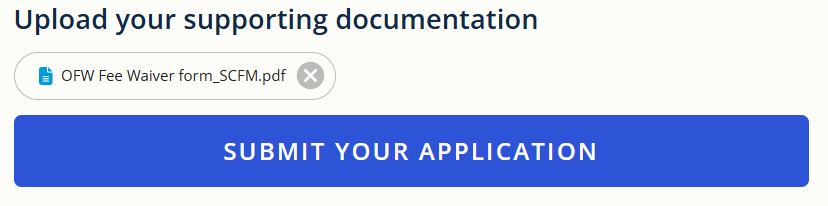 Upload your supporting documentation
OFW Fee Waiver form_SCFM.pdf
SUBMIT YOUR APPLICATION